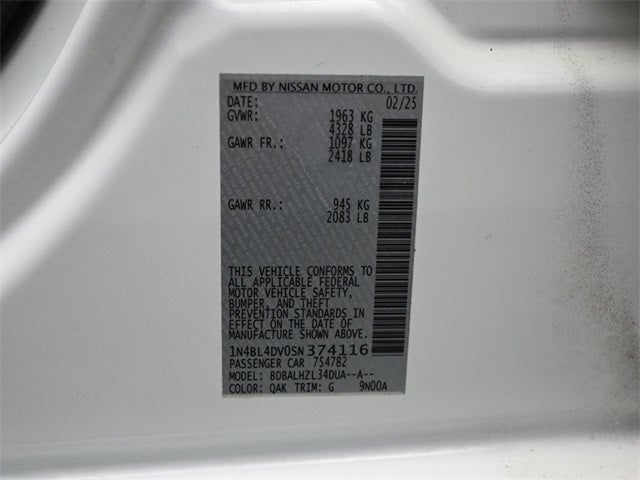 MFD BY NISSAN MOTOR CO., LTD.
DATE: 02/25
GVWR: 1963 KG
4328 LB
GAWR FR.: 1097 KG
2418 LB
GAWR RR.: 945 KG
2083 LB
THIS VEHICLE CONFORMS TO
ALL APPLICABLE FEDERAL
MOTOR VEHICLE SAFETY,
BUMPER, AND THEFT
PREVENTION STANDARDS IN
EFFECT ON THE DATE OF
MANUFACTURE SHOWN ABOVE.
1N4BL4DV0SN374116
PASSENGER CAR 754782
MODEL: BDBALHZL34DUA--A--
COLOR: QAK TRIM: G 9N00A